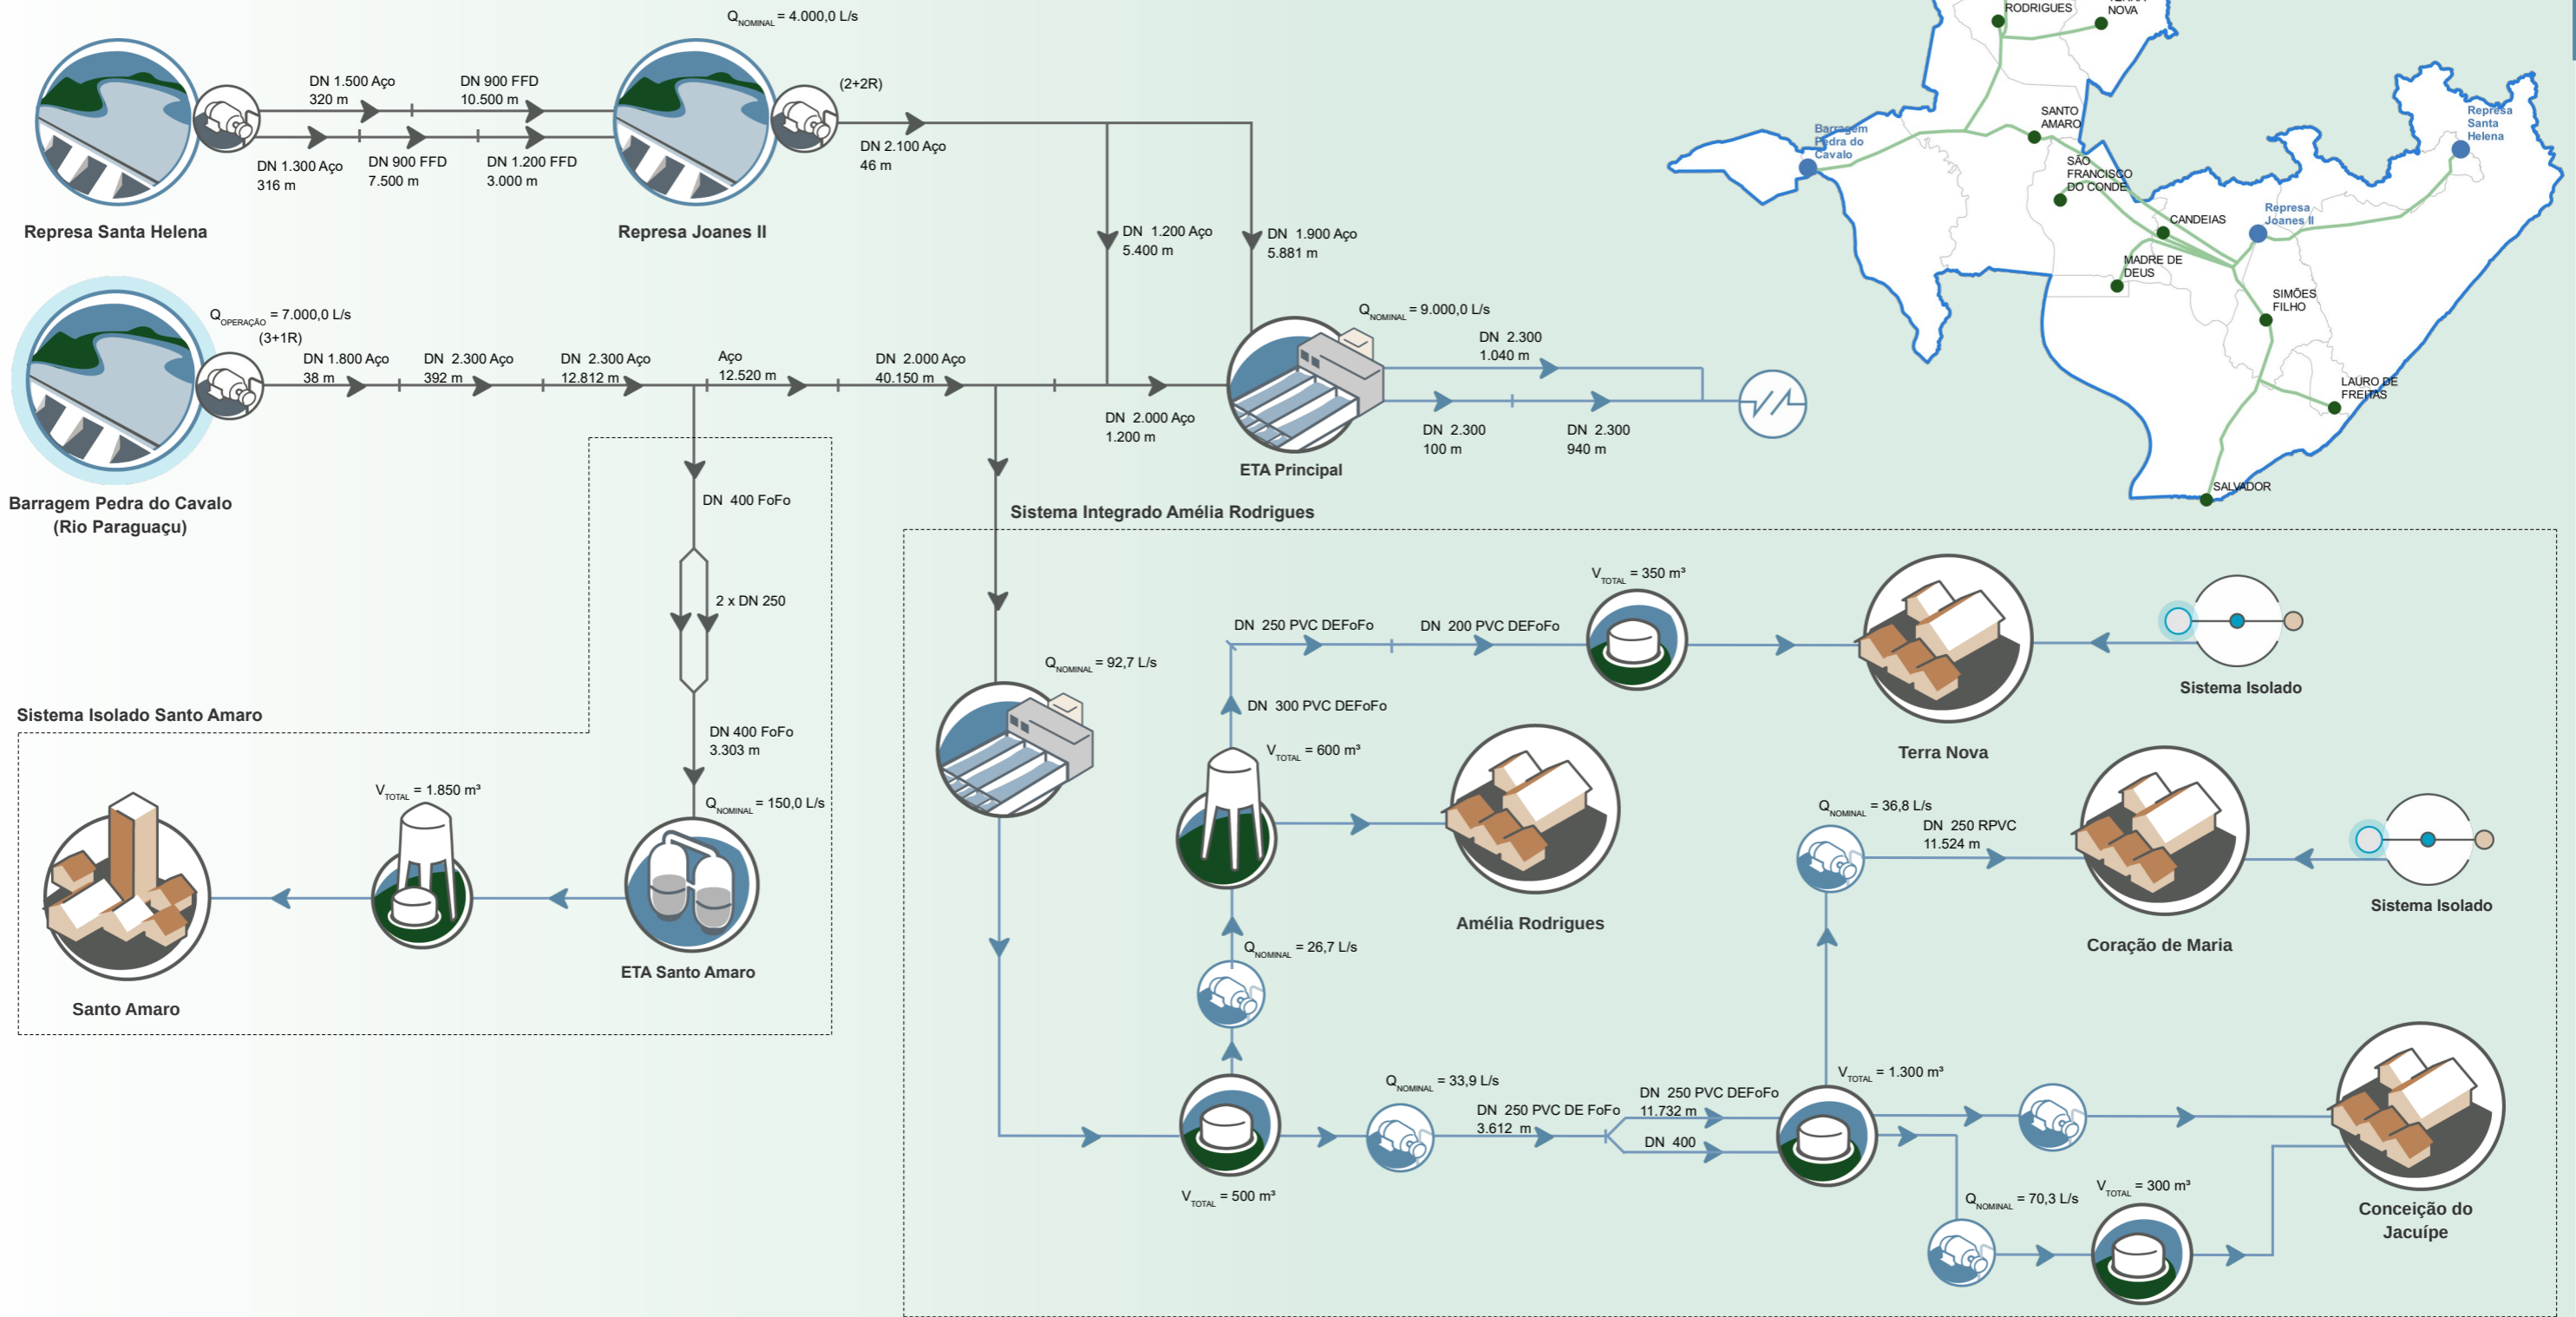 Q NOMINAL = 4.000,0 L/s
DN 1.500 Aço
320 m
DN 900 FFD
10.500 m
(2+2R)
DN 1.300 Aço
316 m
DN 900 FFD
7.500 m
DN 1.200 FFD
3.000 m
DN 2.100 Aço
46 m
Represa Santa Helena
Represa Joanes II
DN 1.200 Aço
5.400 m
DN 1.900 Aço
5.881 m
Q OPERAÇÃO = 7.000,0 L/s
(3+1R)
DN 1.800 Aço
38 m
DN 2.300 Aço
392 m
DN 2.300 Aço
12.812 m
Aço
12.520 m
DN 2.000 Aço
40.150 m
DN 2.000 Aço
1.200 m
Q NOMINAL = 9.000,0 L/s
DN 2.300
1.040 m
DN 2.300
100 m
DN 2.300
940 m
ETA Principal
Barragem Pedra do Cavalo
(Rio Paraguaçu)
RODRIGUES
NOVA
SANTO
AMARO
Barragem
Pedra do
Cavalo
SÃO
FRANCISCO
DO CONDE
CANDEIAS
MADRE DE
DEUS
Represa
Joanes II
Represa
Santa
Helena
SIMÕES
FILHO
LAURO DE
FREITAS
SALVADOR
DN 400 FoFo
2 x DN 250
DN 400 FoFo
3.303 m
Sistema Isolado Santo Amaro
V TOTAL = 1.850 m³
Q NOMINAL = 150,0 L/s
ETA Santo Amaro
Santo Amaro
Sistema Integrado Amélia Rodrigues
Q NOMINAL = 92,7 L/s
DN 250 PVC DEFoFo
DN 200 PVC DEFoFo
V TOTAL = 350 m³
DN 300 PVC DEFoFo
V TOTAL = 600 m³
Terra Nova
Sistema Isolado
Amélia Rodrigues
Q NOMINAL = 36,8 L/s
DN 250 RPVC
11.524 m
Coração de Maria
Sistema Isolado
Q NOMINAL = 26,7 L/s
Q NOMINAL = 33,9 L/s
DN 250 PVC DE FoFo
3.612 m
DN 250 PVC DEFoFo
11.732 m
DN 400
V TOTAL = 1.300 m³
V TOTAL = 500 m³
Q NOMINAL = 70,3 L/s
V TOTAL = 300 m³
Conceição do
Jacuípe